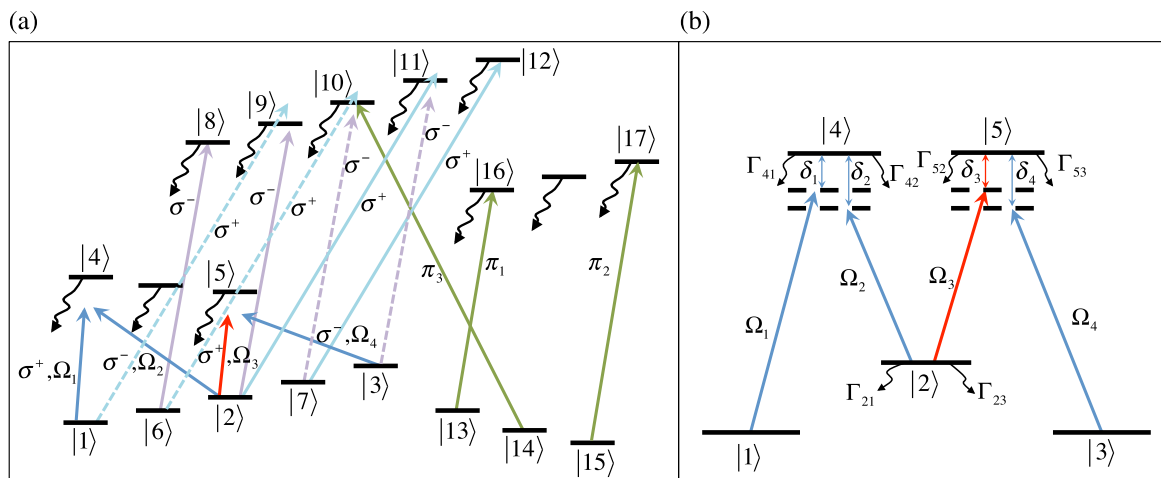 (a)
(b)
|12⟩
|11⟩
|10⟩
|9⟩
|8⟩
σ⁻
σ⁻
σ⁺
|17⟩
|16⟩
σ⁻
σ⁻
σ⁺
σ⁺
σ⁺
|4⟩
|5⟩
π₃
π₁
π₂
σ⁺,Ω₁
σ⁻,Ω₂
σ⁺,Ω₃
σ⁻,Ω₄
|3⟩
|7⟩
|2⟩
|6⟩
|1⟩
|13⟩
|14⟩
|15⟩
|4⟩
|5⟩
Γ₄₁
δ₁
δ₂
Γ₄₂
Γ₅₂
δ₃
δ₄
Γ₅₃
Ω₁
Ω₂
Ω₃
Ω₄
|2⟩
Γ₂₁
Γ₂₃
|1⟩
|3⟩